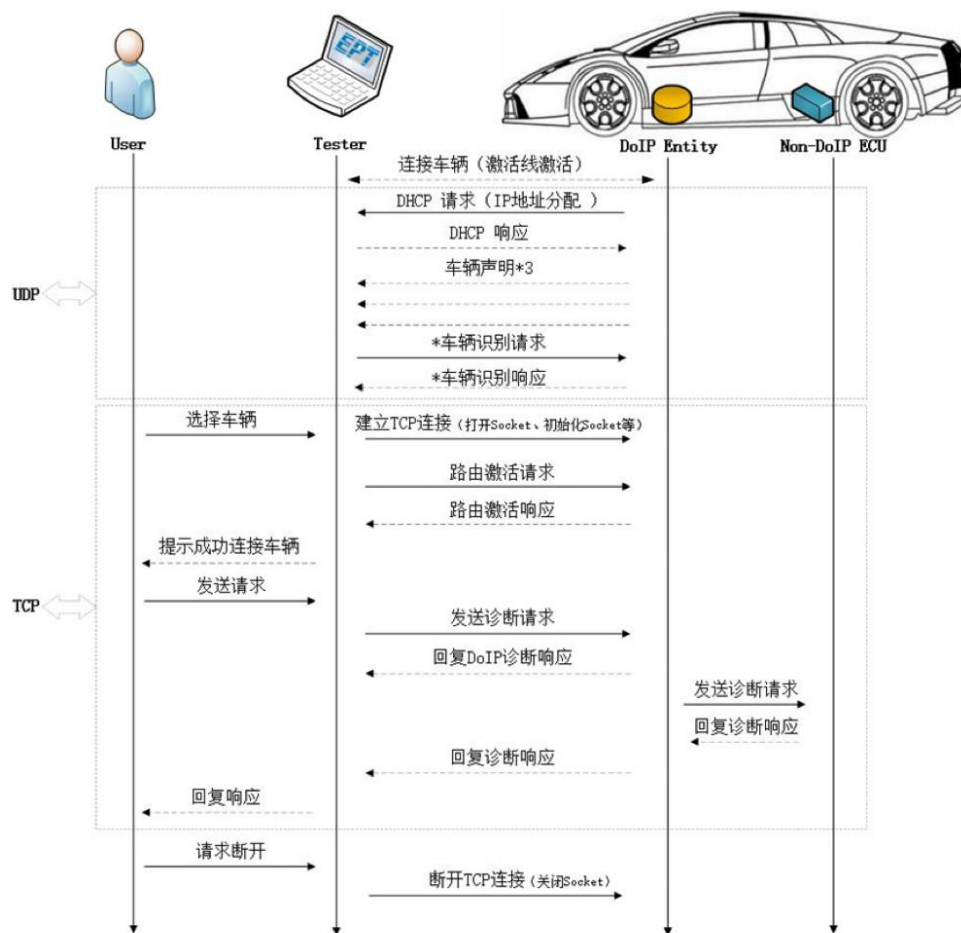 EPT
User
Tester
DoIP Entity
Non-DoIP ECU
连接车辆（激活线激活）
DHCP 请求（IP地址分配 ）
DHCP 响应
车辆声明*3
UDP
*车辆识别请求
*车辆识别响应
选择车辆
建立TCP连接（打开Socket、初始化Socket等）
路由激活请求
路由激活响应
提示成功连接车辆
发送请求
TCP
发送诊断请求
回复DoIP诊断响应
发送诊断请求
回复诊断响应
回复诊断响应
回复响应
请求断开
断开TCP连接（关闭Socket）